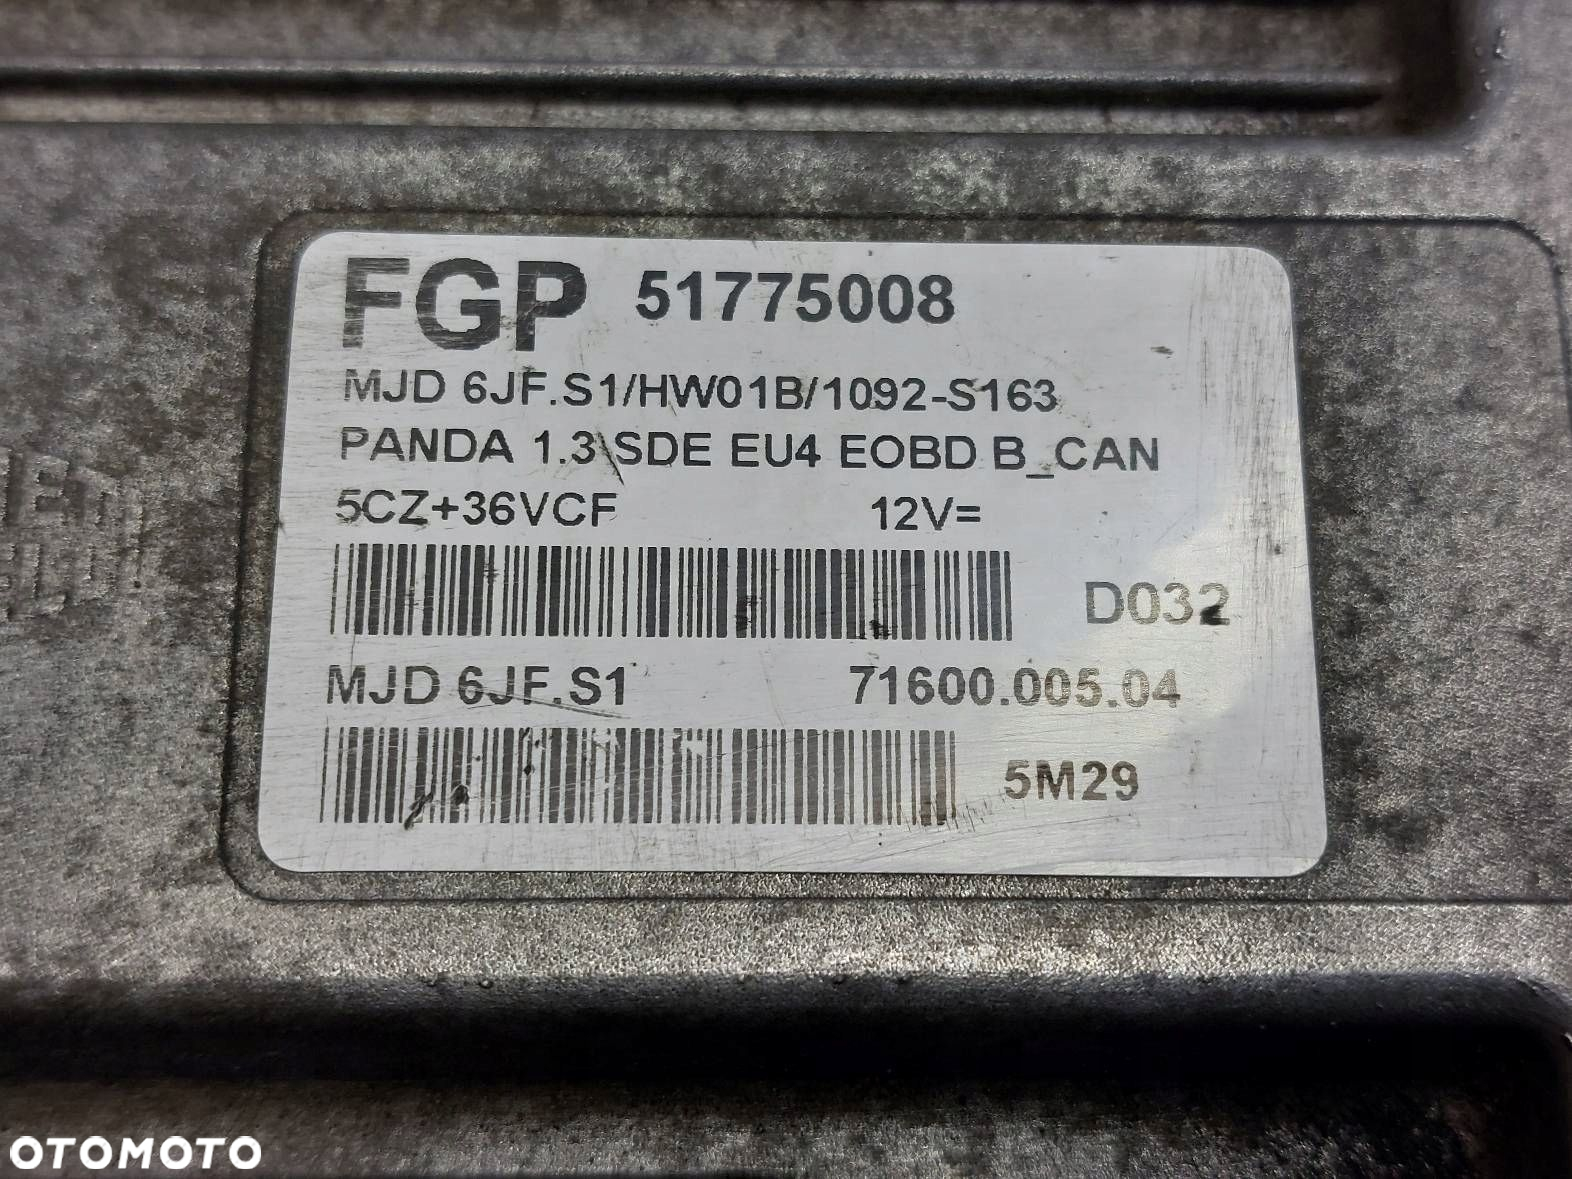 FGP 51775008
MJD 6JF.S1/HW01B/1092-S163
PANDA 1.3 SDE EU4 EOBD B_CAN
5CZ+36VCF 12V=
D032
MJD 6JF.S1 71600.005.04
5M29
OTOMOTO